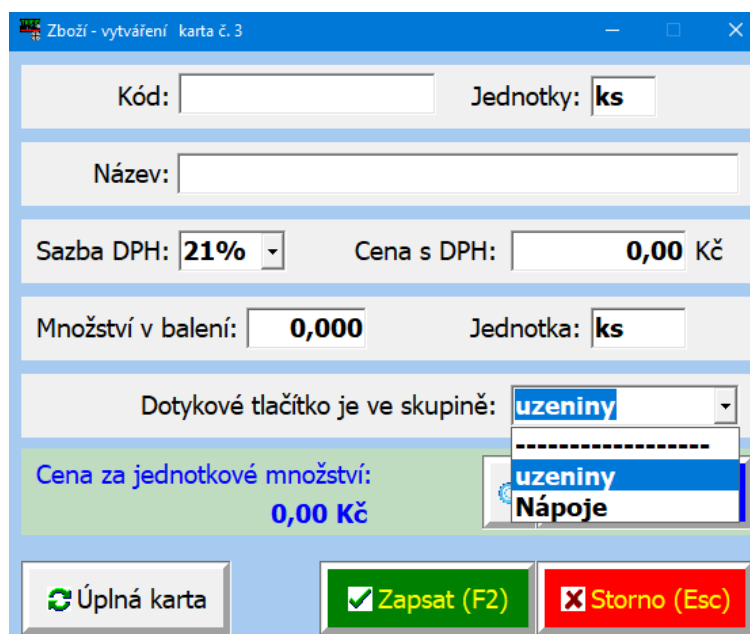 Zboží - vytváření karta č. 3
Kód: Jednotky: ks
Název:
Sazba DPH: 21% Cena s DPH: 0,00 Kč
Množství v balení: 0,000 Jednotka: ks
Dotykové tlačítko je ve skupině: uzeniny
------------------
uzeniny
Nápoje
Cena za jednotkové množství:
0,00 Kč
Úplná karta Zapsat (F2) Storno (Esc)